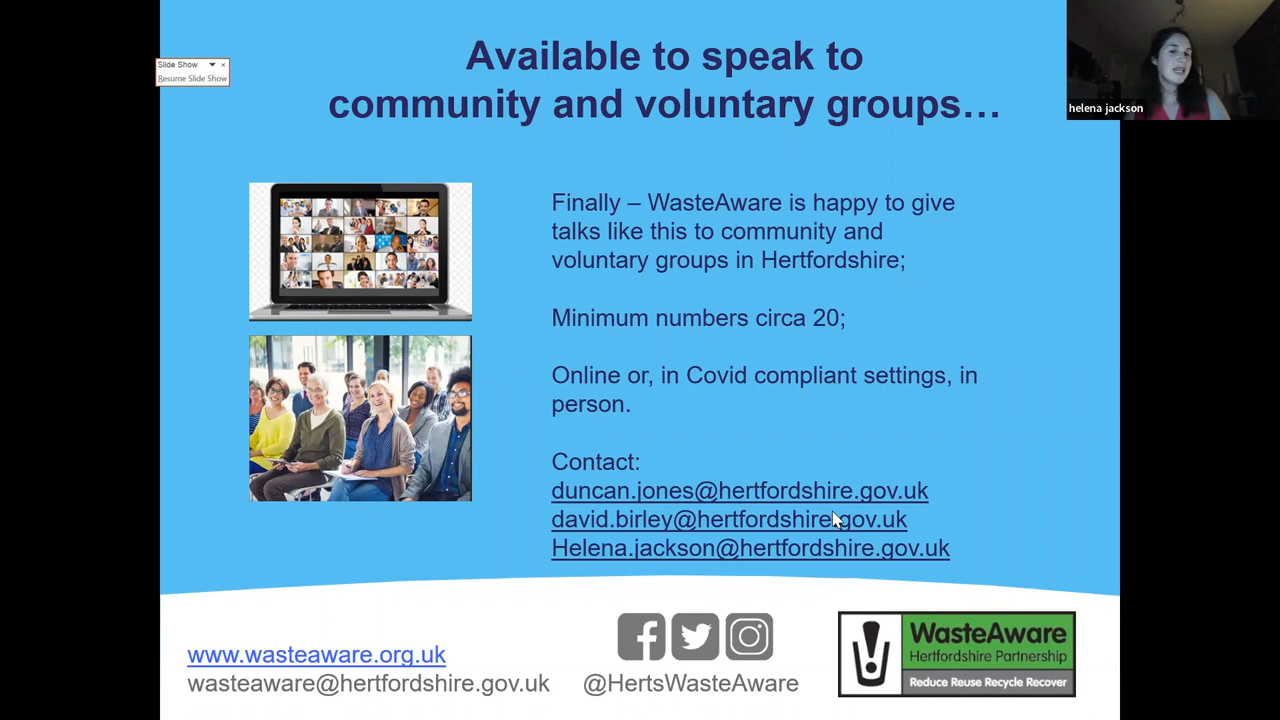 Available to speak to
community and voluntary groups…
Slide Show
Resume Slide Show
helena jackson
Finally – WasteAware is happy to give
talks like this to community and
voluntary groups in Hertfordshire;
Minimum numbers circa 20;
Online or, in Covid compliant settings, in
person.
Contact:
duncan.jones@hertfordshire.gov.uk
david.birley@hertfordshire.gov.uk
Helena.jackson@hertfordshire.gov.uk
www.wasteaware.org.uk
wasteaware@hertfordshire.gov.uk
@HertsWasteAware
WasteAware
Hertfordshire Partnership
Reduce Reuse Recycle Recover